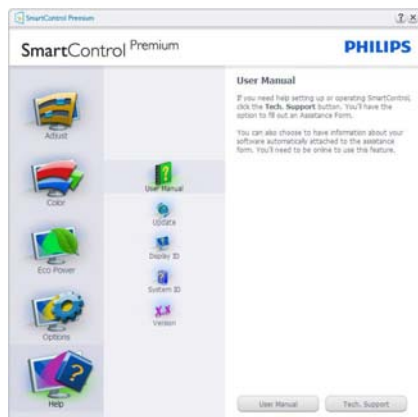 SmartControl Premium
SmartControl Premium
PHILIPS
Adjust
Color
Eco Power
Options
Help
User Manual
Update
Display ID
System ID
Version
User Manual
If you need help setting up or operating SmartControl,
click the Tech. Support button. You'll have the
option to fill out an Assistance Form.
You can also choose to have information about your
software automatically attached to the assistance
form. You'll need to be online to use this feature.
User Manual
Tech. Support